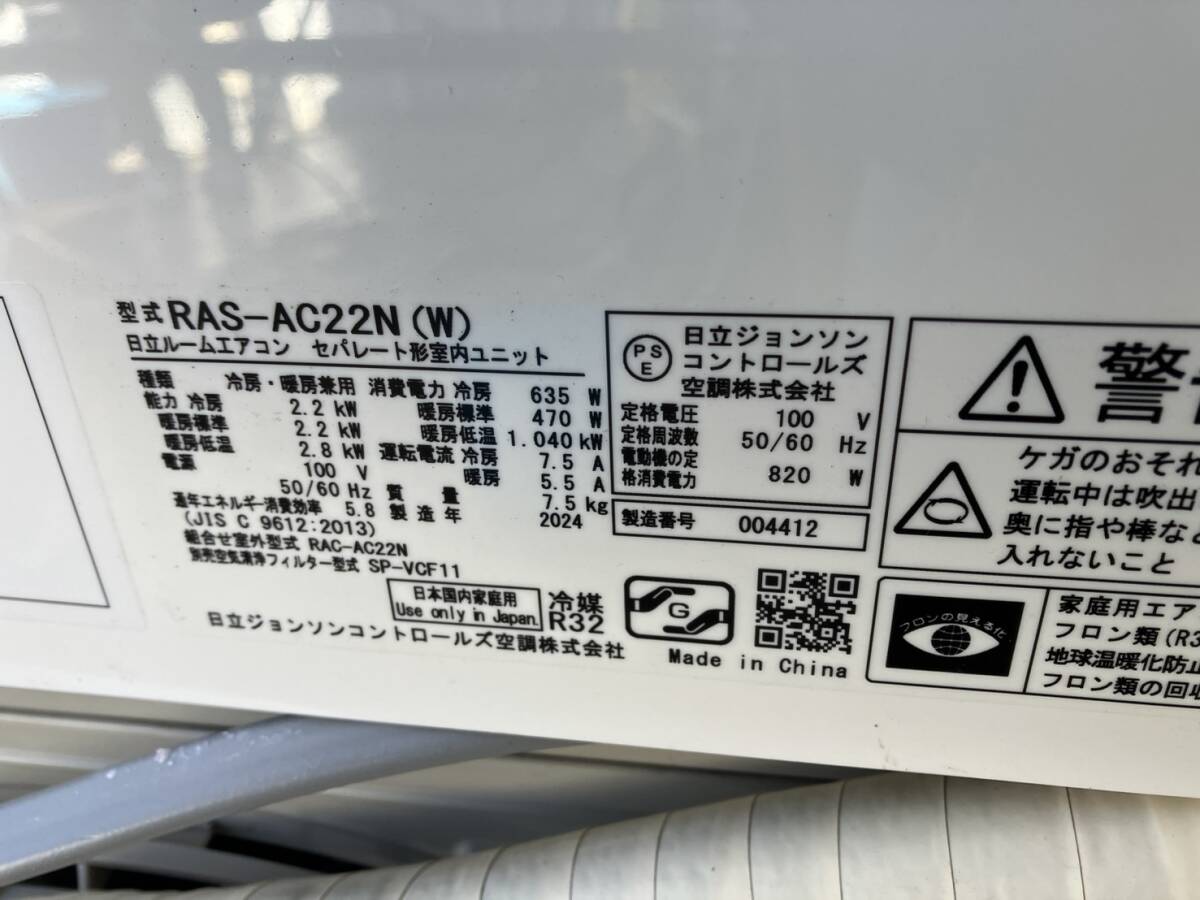 型式 RAS-AC22N(W)
日立ルームエアコン セパレート形室内ユニット
種類 冷房・暖房兼用 消費電力 冷房 635 W
能力 冷房 2.2 kW 暖房標準 470 W
暖房標準 2.2 kW 暖房低温 1.040 kW
暖房低温 2.8 kW 運転電流 冷房 7.5 A
電源 100 V 暖房 5.5 A
50/60 Hz 質量 7.5 kg
通年エネルギー消費効率 5.8 製造年 2024
(JIS C 9612:2013)
組合せ室外型式 RAC-AC22N
別売空気清浄フィルター型式 SP-VCF11
日本国内家庭用
Use only in Japan.
冷媒
R32
日立ジョンソンコントロールズ空調株式会社
PS
E
日立ジョンソン
コントロールズ
空調株式会社
定格電圧 100 V
定格周波数 50/60 Hz
電動機の定
格消費電力 820 W
製造番号 004412
G
Made in China
警
ケガのおそれ
運転中は吹出
奥に指や棒な
入れないこと
フロンの見える化
家庭用エア
フロン類(R3
地球温暖化防止
フロン類の回収